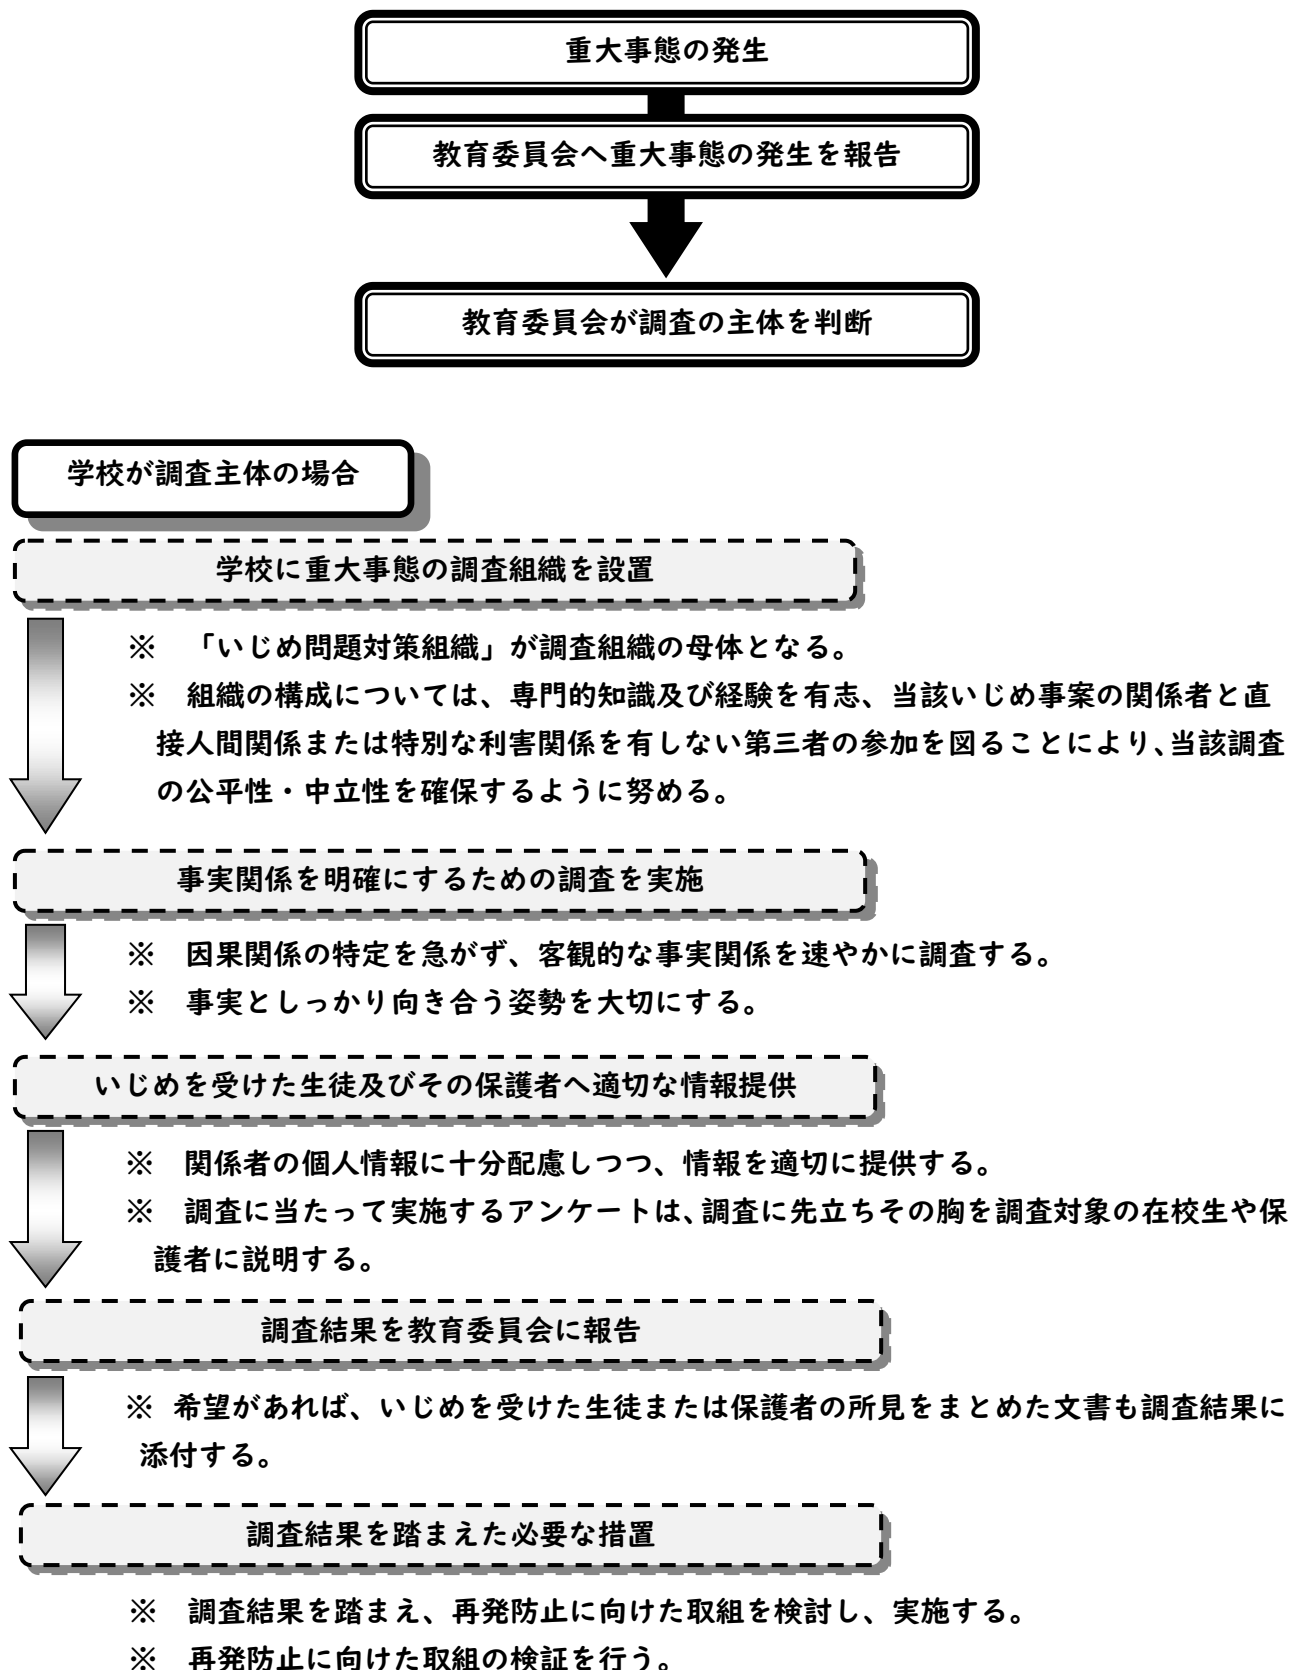 重大事態の発生
教育委員会へ重大事態の発生を報告
教育委員会が調査の主体を判断
学校が調査主体の場合
学校に重大事態の調査組織を設置
※　「いじめ問題対策組織」が調査組織の母体となる。
※　組織の構成については、専門的知識及び経験を有志、当該いじめ事案の関係者と直
接人間関係または特別な利害関係を有しない第三者の参加を図ることにより、当該調査
の公平性・中立性を確保するように努める。
事実関係を明確にするための調査を実施
※　因果関係の特定を急がず、客観的な事実関係を速やかに調査する。
※　事実としっかり向き合う姿勢を大切にする。
いじめを受けた生徒及びその保護者へ適切な情報提供
※　関係者の個人情報に十分配慮しつつ、情報を適切に提供する。
※　調査に当たって実施するアンケートは、調査に先立ちその胸を調査対象の在校生や保
護者に説明する。
調査結果を教育委員会に報告
※ 希望があれば、いじめを受けた生徒または保護者の所見をまとめた文書も調査結果に
添付する。
調査結果を踏まえた必要な措置
※　調査結果を踏まえ、再発防止に向けた取組を検討し、実施する。
※　再発防止に向けた取組の検証を行う。